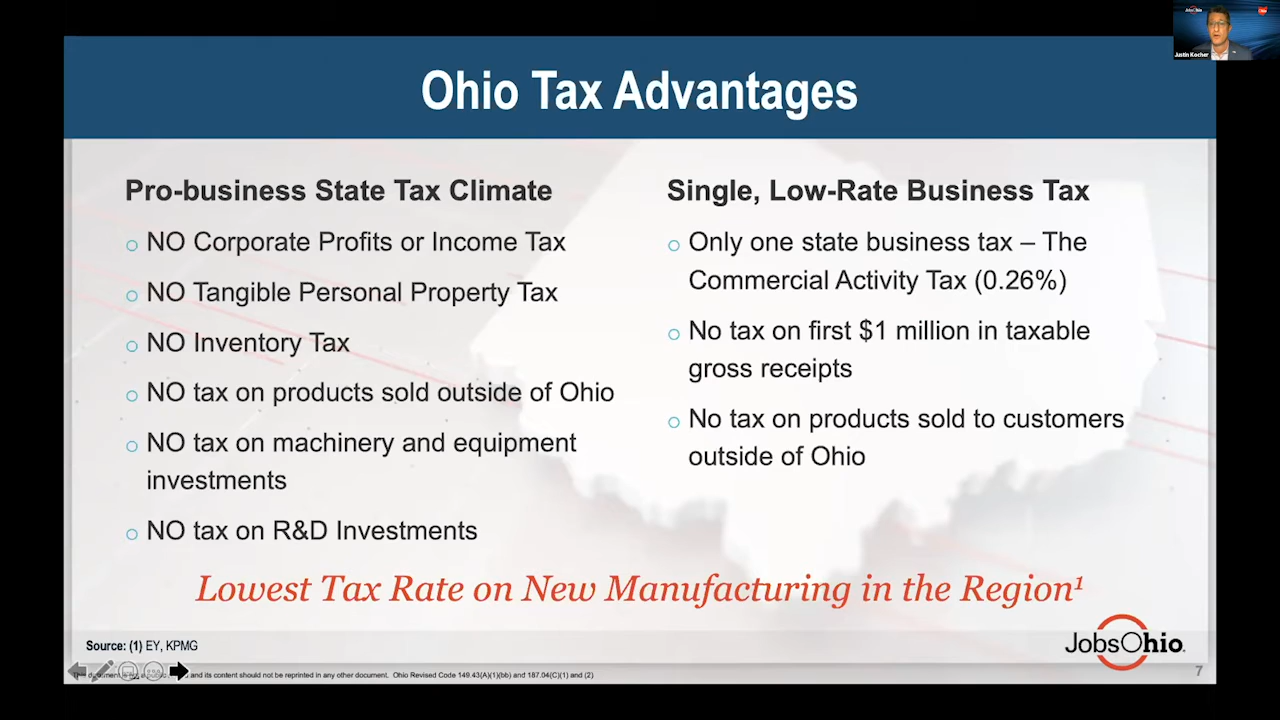 JobsOhio
Justin Kocher
Ohio Tax Advantages
Pro-business State Tax Climate
○ NO Corporate Profits or Income Tax
○ NO Tangible Personal Property Tax
○ NO Inventory Tax
○ NO tax on products sold outside of Ohio
○ NO tax on machinery and equipment
investments
○ NO tax on R&D Investments
Single, Low-Rate Business Tax
○ Only one state business tax – The
Commercial Activity Tax (0.26%)
○ No tax on first $1 million in taxable
gross receipts
○ No tax on products sold to customers
outside of Ohio
Lowest Tax Rate on New Manufacturing in the Region¹
Source: (1) EY, KPMG
JobsOhio
and its content should not be reprinted in any other document. Ohio Revised Code 149.43(A)(1)(bb) and 187.04(C)(1) and (2)
7